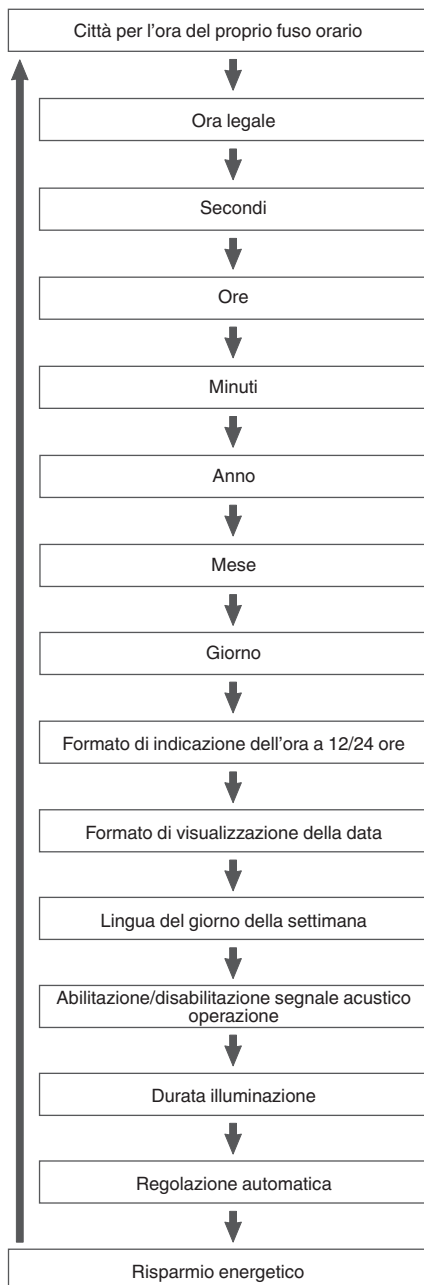 Città per l'ora del proprio fuso orario
Ora legale
Secondi
Ore
Minuti
Anno
Mese
Giorno
Formato di indicazione dell'ora a 12/24 ore
Formato di visualizzazione della data
Lingua del giorno della settimana
Abilitazione/disabilitazione segnale acustico
operazione
Durata illuminazione
Regolazione automatica
Risparmio energetico